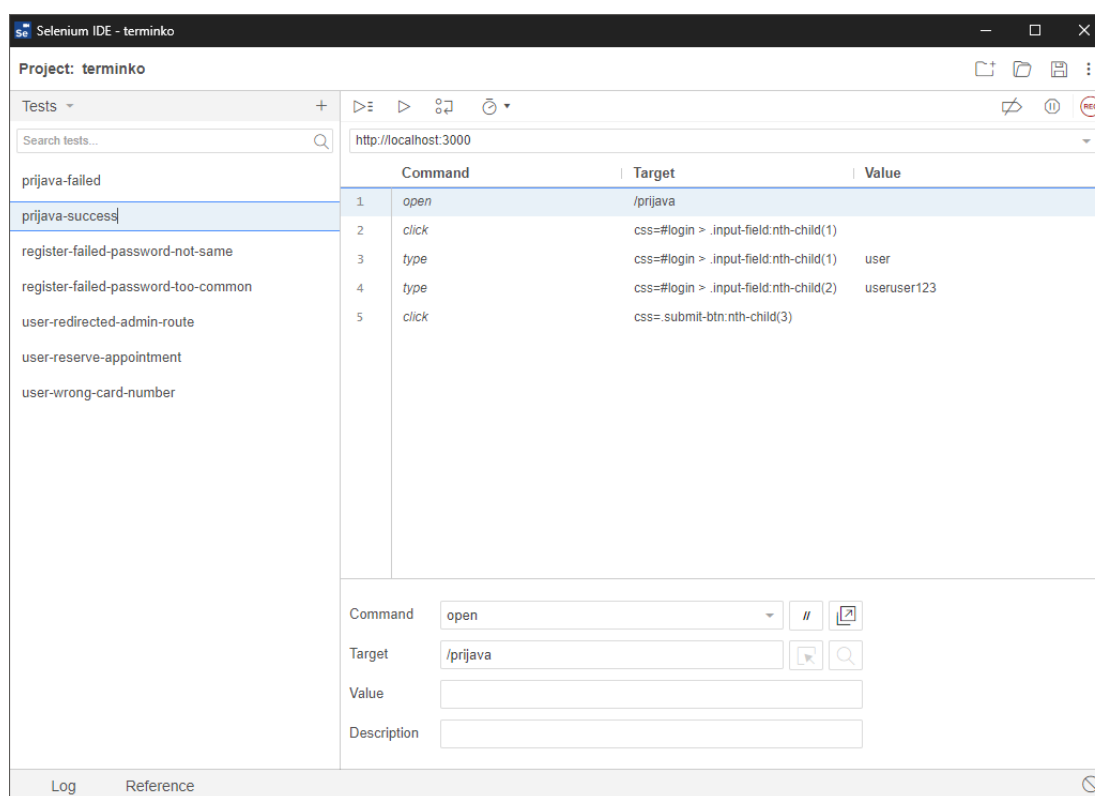 Se Selenium IDE - terminko
Project: terminko
Tests
Search tests...
prijava-failed
prijava-success
register-failed-password-not-same
register-failed-password-too-common
user-redirected-admin-route
user-reserve-appointment
user-wrong-card-number
REC
http://localhost:3000
Command Target Value
1 open /prijava
2 click css=#login > .input-field:nth-child(1)
3 type css=#login > .input-field:nth-child(1) user
4 type css=#login > .input-field:nth-child(2) useruser123
5 click css=.submit-btn:nth-child(3)
Command open //
Target /prijava
Value
Description
Log Reference